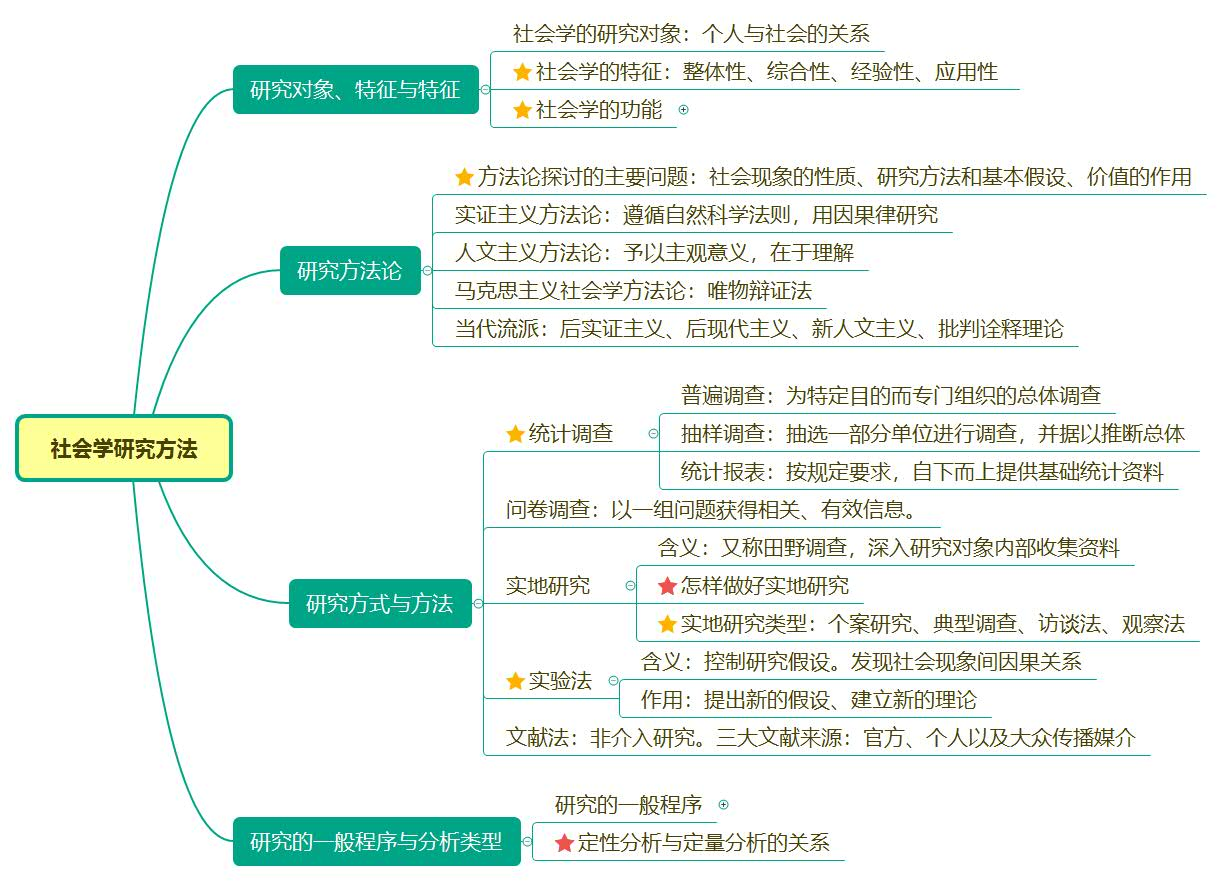 社会学研究方法
研究对象、特征与特征
社会学的研究对象：个人与社会的关系
社会学的特征：整体性、综合性、经验性、应用性
社会学的功能
研究方法论
方法论探讨的主要问题：社会现象的性质、研究方法和基本假设、价值的作用
实证主义方法论：遵循自然科学法则，用因果律研究
人文主义方法论：予以主观意义，在于理解
马克思主义社会学方法论：唯物辩证法
当代流派：后实证主义、后现代主义、新人文主义、批判诠释理论
研究方式与方法
统计调查
普遍调查：为特定目的而专门组织的总体调查
抽样调查：抽选一部分单位进行调查，并据以推断总体
统计报表：按规定要求，自下而上提供基础统计资料
问卷调查：以一组问题获得相关、有效信息。
实地研究
含义：又称田野调查，深入研究对象内部收集资料
怎样做好实地研究
实地研究类型：个案研究、典型调查、访谈法、观察法
实验法
含义：控制研究假设。发现社会现象间因果关系
作用：提出新的假设、建立新的理论
文献法：非介入研究。三大文献来源：官方、个人以及大众传播媒介
研究的一般程序与分析类型
研究的一般程序
定性分析与定量分析的关系